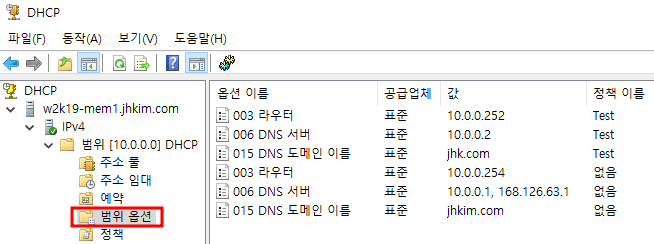 DHCP
파일(F) 동작(A) 보기(V) 도움말(H)
DHCP
w2k19-mem1.jhkim.com
IPv4
범위 [10.0.0.0] DHCP
주소 풀
주소 임대
예약
범위 옵션
정책
옵션 이름 공급업체 값 정책 이름
003 라우터 표준 10.0.0.252 Test
006 DNS 서버 표준 10.0.0.2 Test
015 DNS 도메인 이름 표준 jhk.com Test
003 라우터 표준 10.0.0.254 없음
006 DNS 서버 표준 10.0.0.1, 168.126.63.1 없음
015 DNS 도메인 이름 표준 jhkim.com 없음